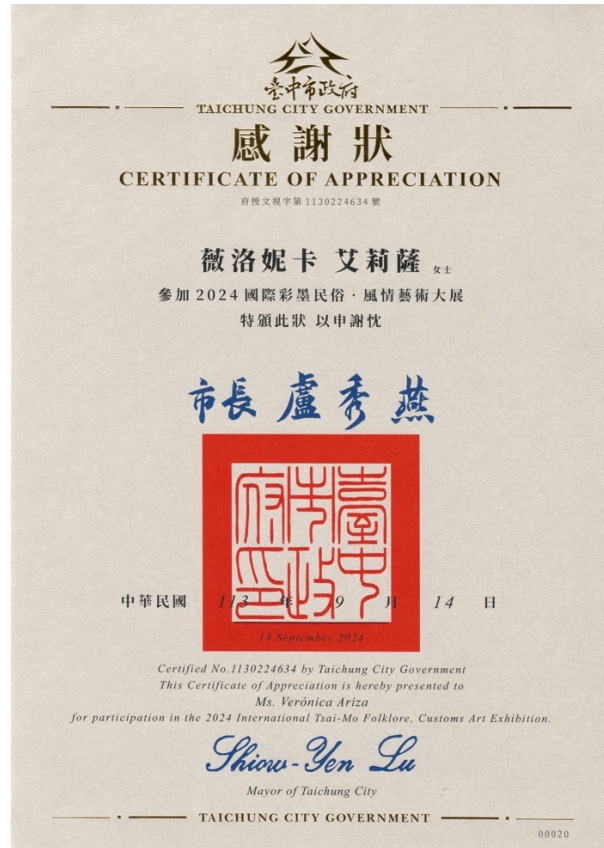 臺中市政府
TAICHUNG CITY GOVERNMENT
感謝狀
CERTIFICATE OF APPRECIATION
府授文視字第1130224634號
薇洛妮卡 艾莉薩 女士
參加2024國際彩墨民俗·風情藝術大展
特頒此狀 以申謝忱
市長 盧秀燕
臺中市政府印
中華民國 113 年 9 月 14 日
14 September 2024
Certified No.1130224634 by Taichung City Government
This Certificate of Appreciation is hereby presented to
Ms. Verónica Ariza
for participation in the 2024 International Tsai-Mo Folklore, Customs Art Exhibition.
Shiow-Yen Lu
Mayor of Taichung City
TAICHUNG CITY GOVERNMENT
00020